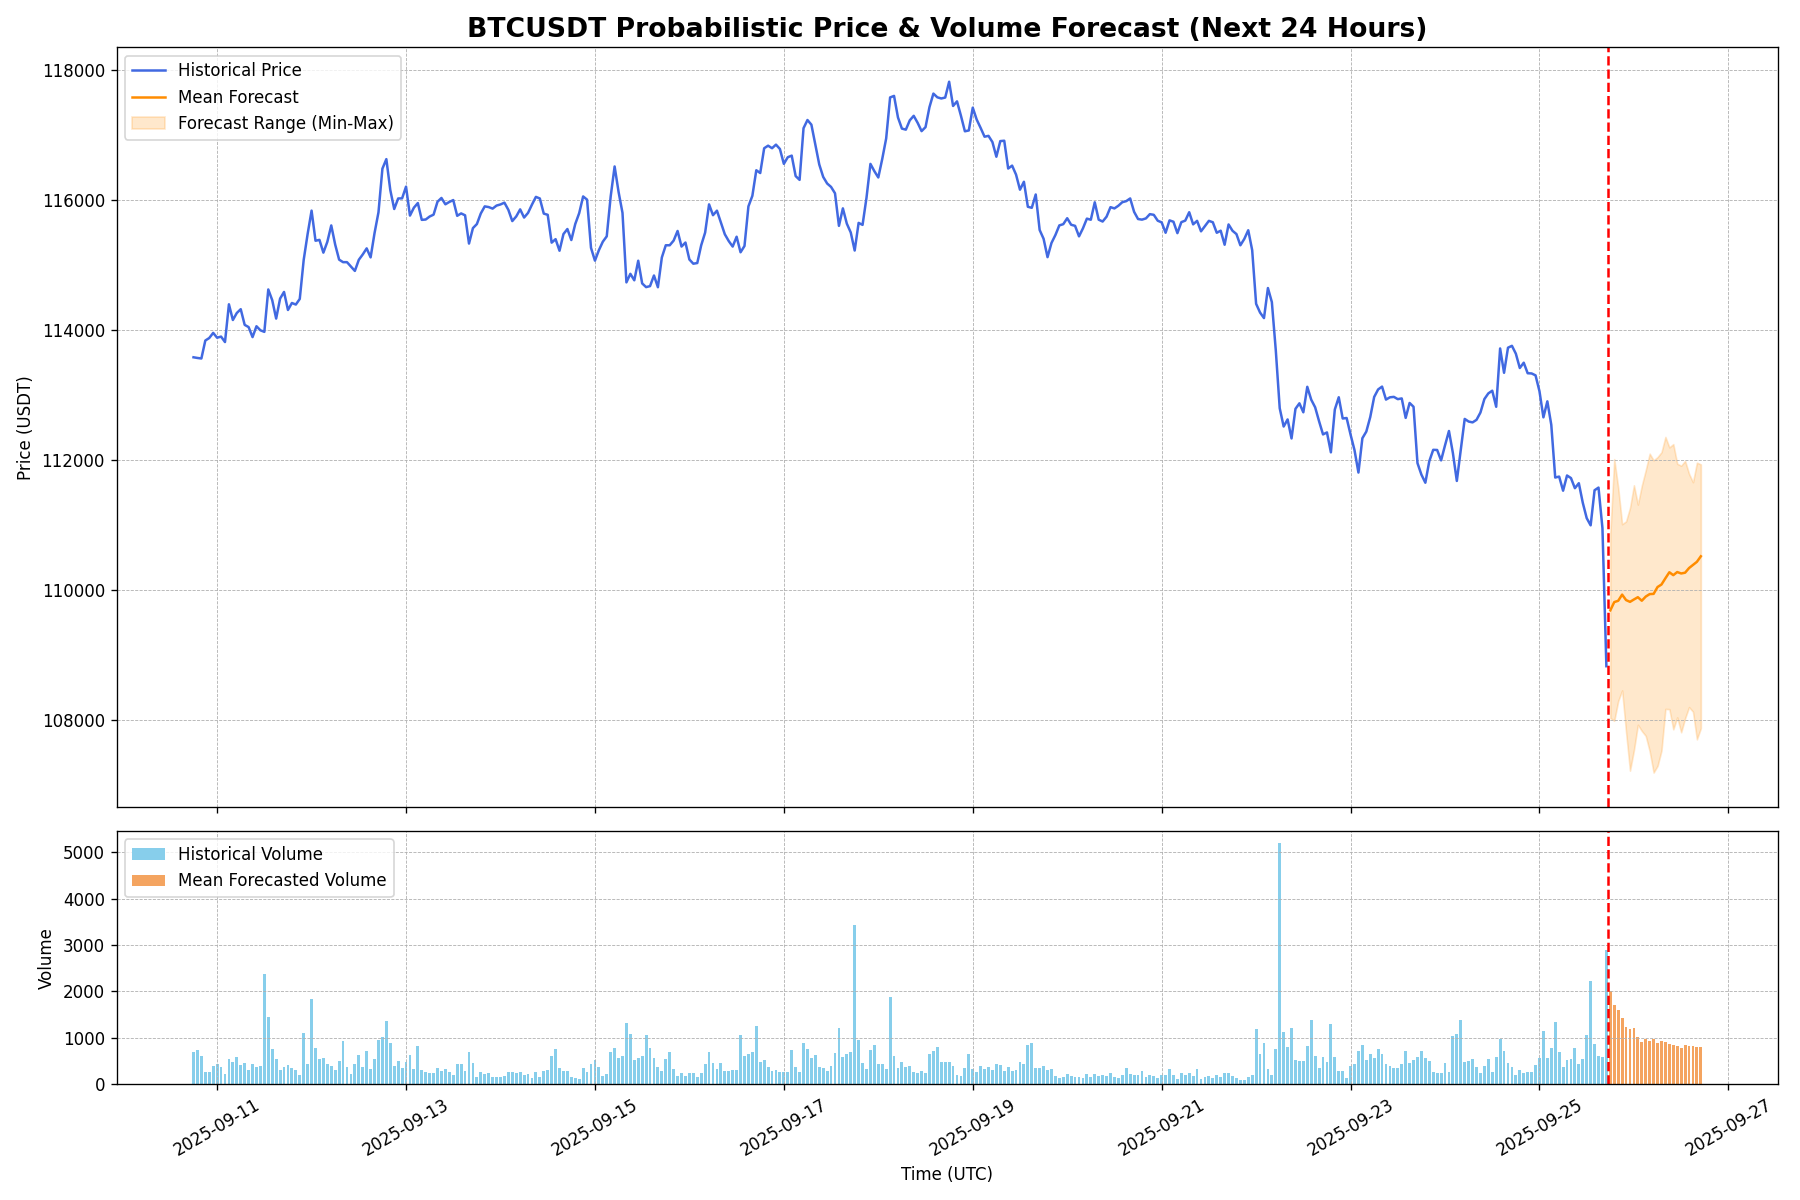 BTCUSDT Probabilistic Price & Volume Forecast (Next 24 Hours)
Historical Price
Mean Forecast
Forecast Range (Min-Max)
118000
116000
114000
112000
110000
108000
Price (USDT)
Historical Volume
Mean Forecasted Volume
5000
4000
3000
2000
1000
0
Volume
2025-09-11
2025-09-13
2025-09-15
2025-09-17
2025-09-19
2025-09-21
2025-09-23
2025-09-25
2025-09-27
Time (UTC)